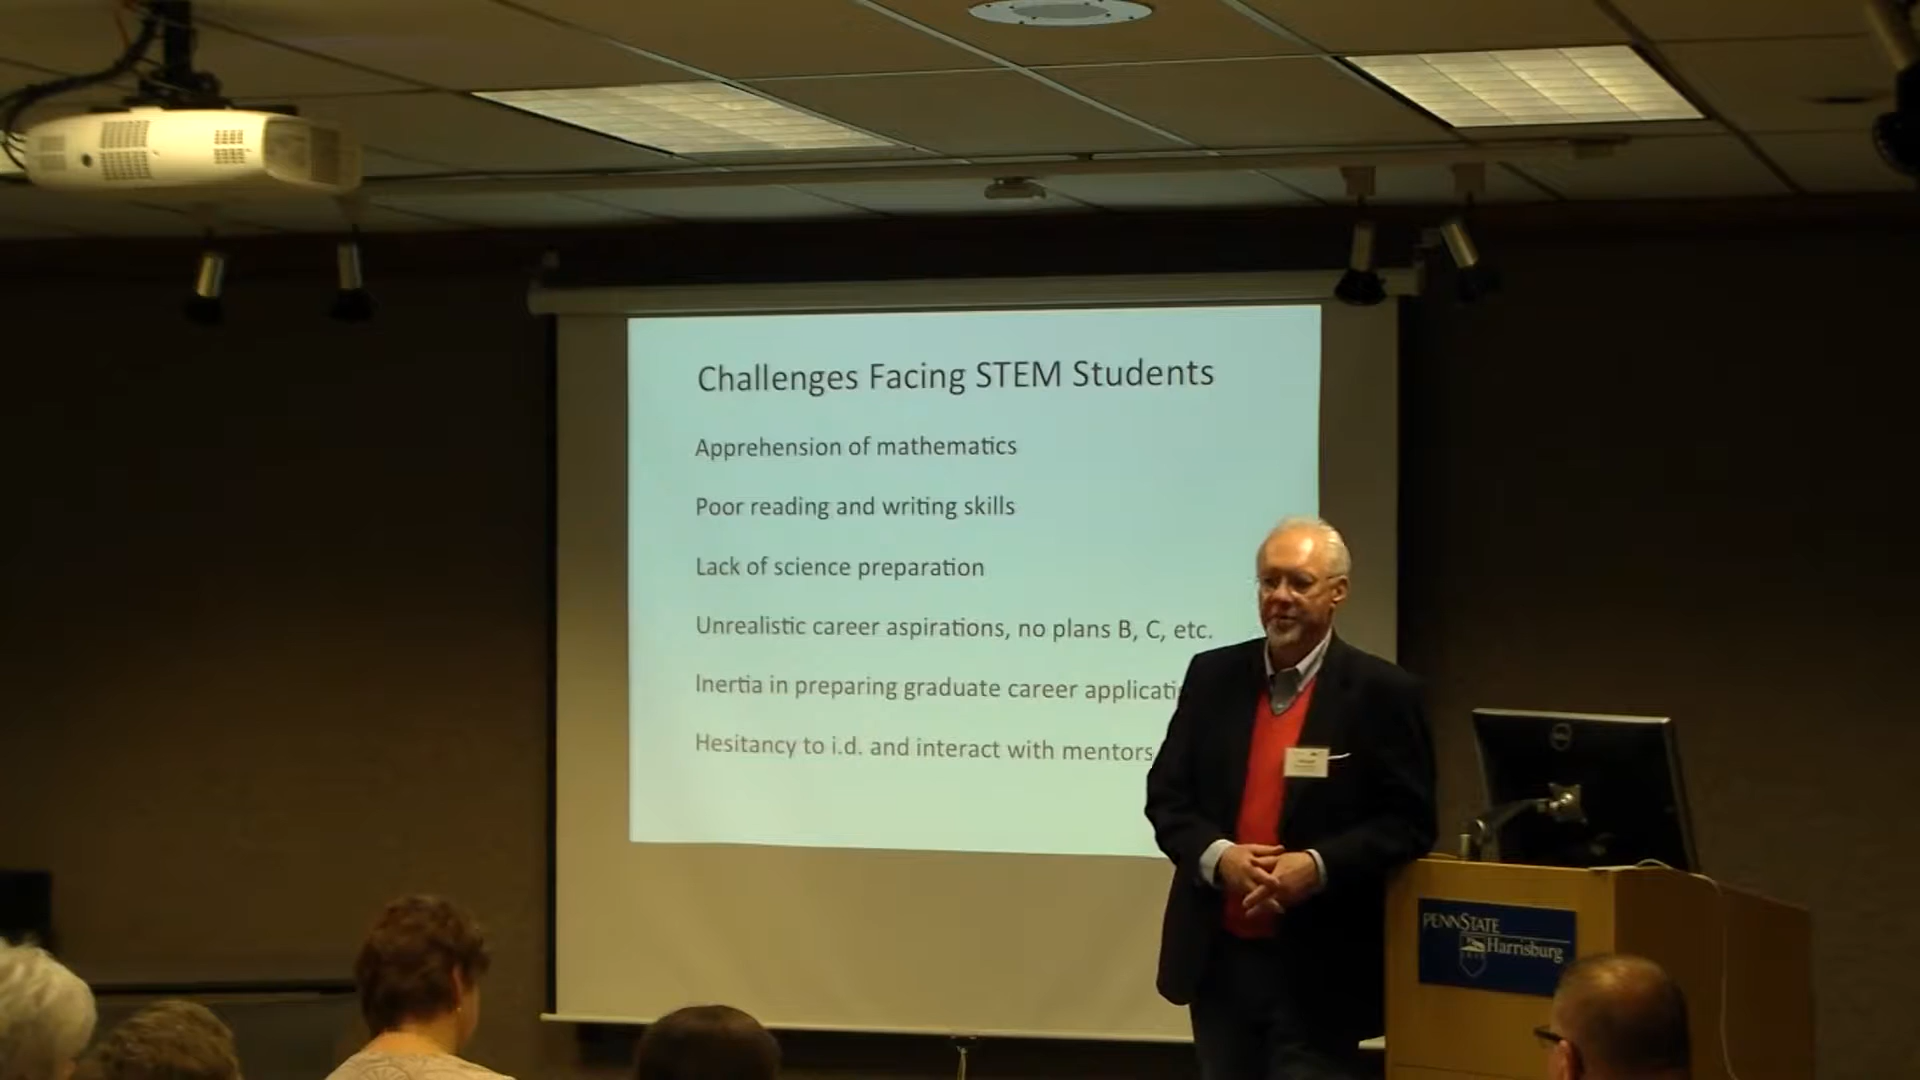 Challenges Facing STEM Students
Apprehension of mathematics
Poor reading and writing skills
Lack of science preparation
Unrealistic career aspirations, no plans B, C, etc.
Inertia in preparing graduate career applicati
Hesitancy to i.d. and interact with mentors
DELL
PENNSTATE
Harrisburg